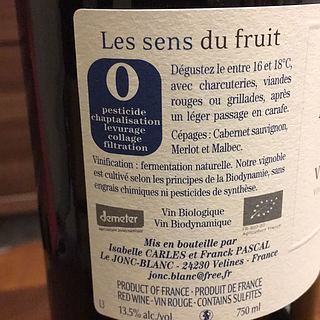 Les sens du fruit
0
pesticide
chaptalisation
levurage
collage
filtration
Dégustez le entre 16 et 18°C,
avec charcuteries, viandes
rouges ou grillades, après
un léger passage en carafe.
Cépages : Cabernet sauvignon,
Merlot et Malbec.
Vinification : fermentation naturelle. Notre vignoble
est cultivé selon les principes de la Biodynamie, sans
engrais chimiques ni pesticides de synthèse.
demeter
Vin Biologique
Vin Biodynamique
Agriculture France
Mis en bouteille par
Isabelle CARLES et Franck PASCAL
Le JONC-BLANC - 24230 Velines - France
jonc.blanc@free.fr
PRODUCT OF FRANCE - PRODUIT DE FRANCE
RED WINE - VIN ROUGE - CONTAINS SULFITES
L3
13.5% alc./vol
750 ml